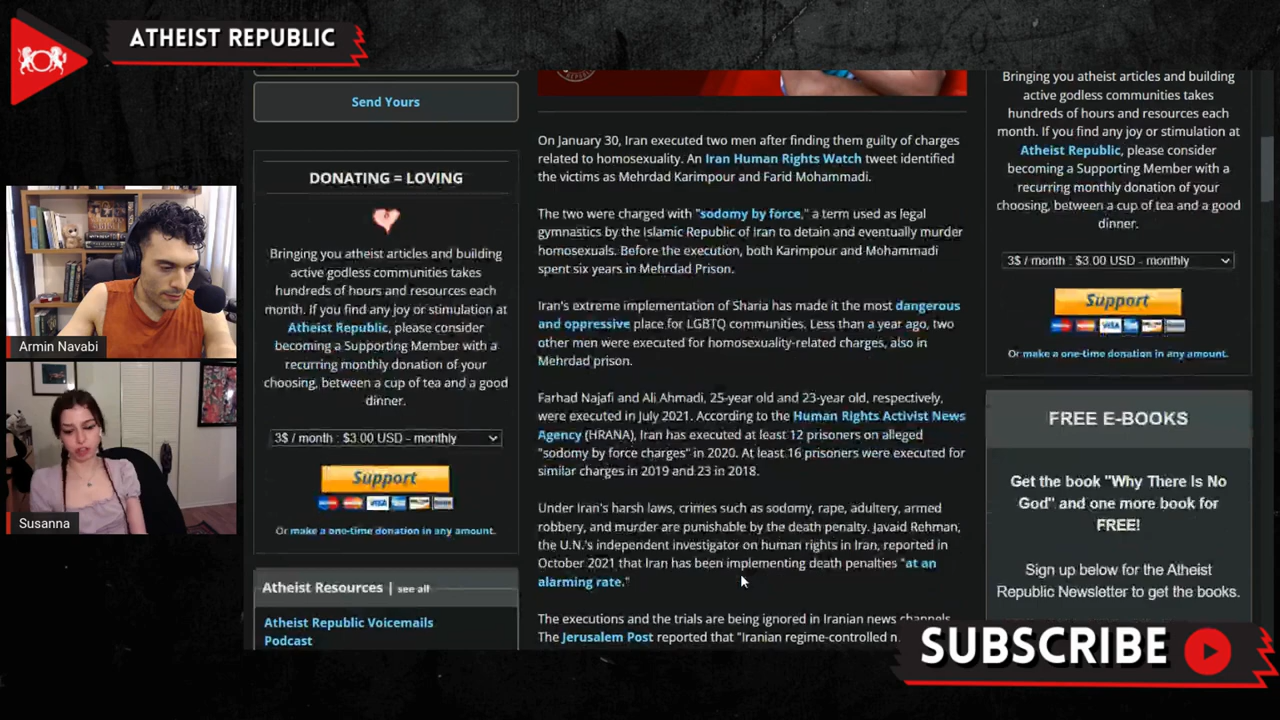 ATHEIST REPUBLIC
Armin Navabi
Susanna
Send Yours
DONATING = LOVING
Bringing you atheist articles and building
active godless communities takes
hundreds of hours and resources each
month. If you find any joy or stimulation at
Atheist Republic, please consider
becoming a Supporting Member with a
recurring monthly donation of your
choosing, between a cup of tea and a good
dinner.
3$ / month : $3.00 USD - monthly
Support
VISA
Or make a one-time donation in any amount.
Atheist Resources | see all
Atheist Republic Voicemails
Podcast
On January 30, Iran executed two men after finding them guilty of charges
related to homosexuality. An Iran Human Rights Watch tweet identified
the victims as Mehrdad Karimpour and Farid Mohammadi.
The two were charged with "sodomy by force," a term used as legal
gymnastics by the Islamic Republic of Iran to detain and eventually murder
homosexuals. Before the execution, both Karimpour and Mohammadi
spent six years in Mehrdad Prison.
Iran's extreme implementation of Sharia has made it the most dangerous
and oppressive place for LGBTQ communities. Less than a year ago, two
other men were executed for homosexuality-related charges, also in
Mehrdad prison.
Farhad Najafi and Ali Ahmadi, 25-year old and 23-year old, respectively,
were executed in July 2021. According to the Human Rights Activist News
Agency (HRANA), Iran has executed at least 12 prisoners on alleged
"sodomy by force charges" in 2020. At least 16 prisoners were executed for
similar charges in 2019 and 23 in 2018.
Under Iran's harsh laws, crimes such as sodomy, rape, adultery, armed
robbery, and murder are punishable by the death penalty. Javaid Rehman,
the U.N.'s independent investigator on human rights in Iran, reported in
October 2021 that Iran has been implementing death penalties "at an
alarming rate."
The executions and the trials are being ignored in Iranian news channels.
The Jerusalem Post reported that "Iranian regime-controlled n
Bringing you atheist articles and building
active godless communities takes
hundreds of hours and resources each
month. If you find any joy or stimulation at
Atheist Republic, please consider
becoming a Supporting Member with a
recurring monthly donation of your
choosing, between a cup of tea and a good
dinner.
3$ / month : $3.00 USD - monthly
Support
VISA
Or make a one-time donation in any amount.
FREE E-BOOKS
Get the book "Why There Is No
God" and one more book for
FREE!
Sign up below for the Atheist
Republic Newsletter to get the books.
SUBSCRIBE